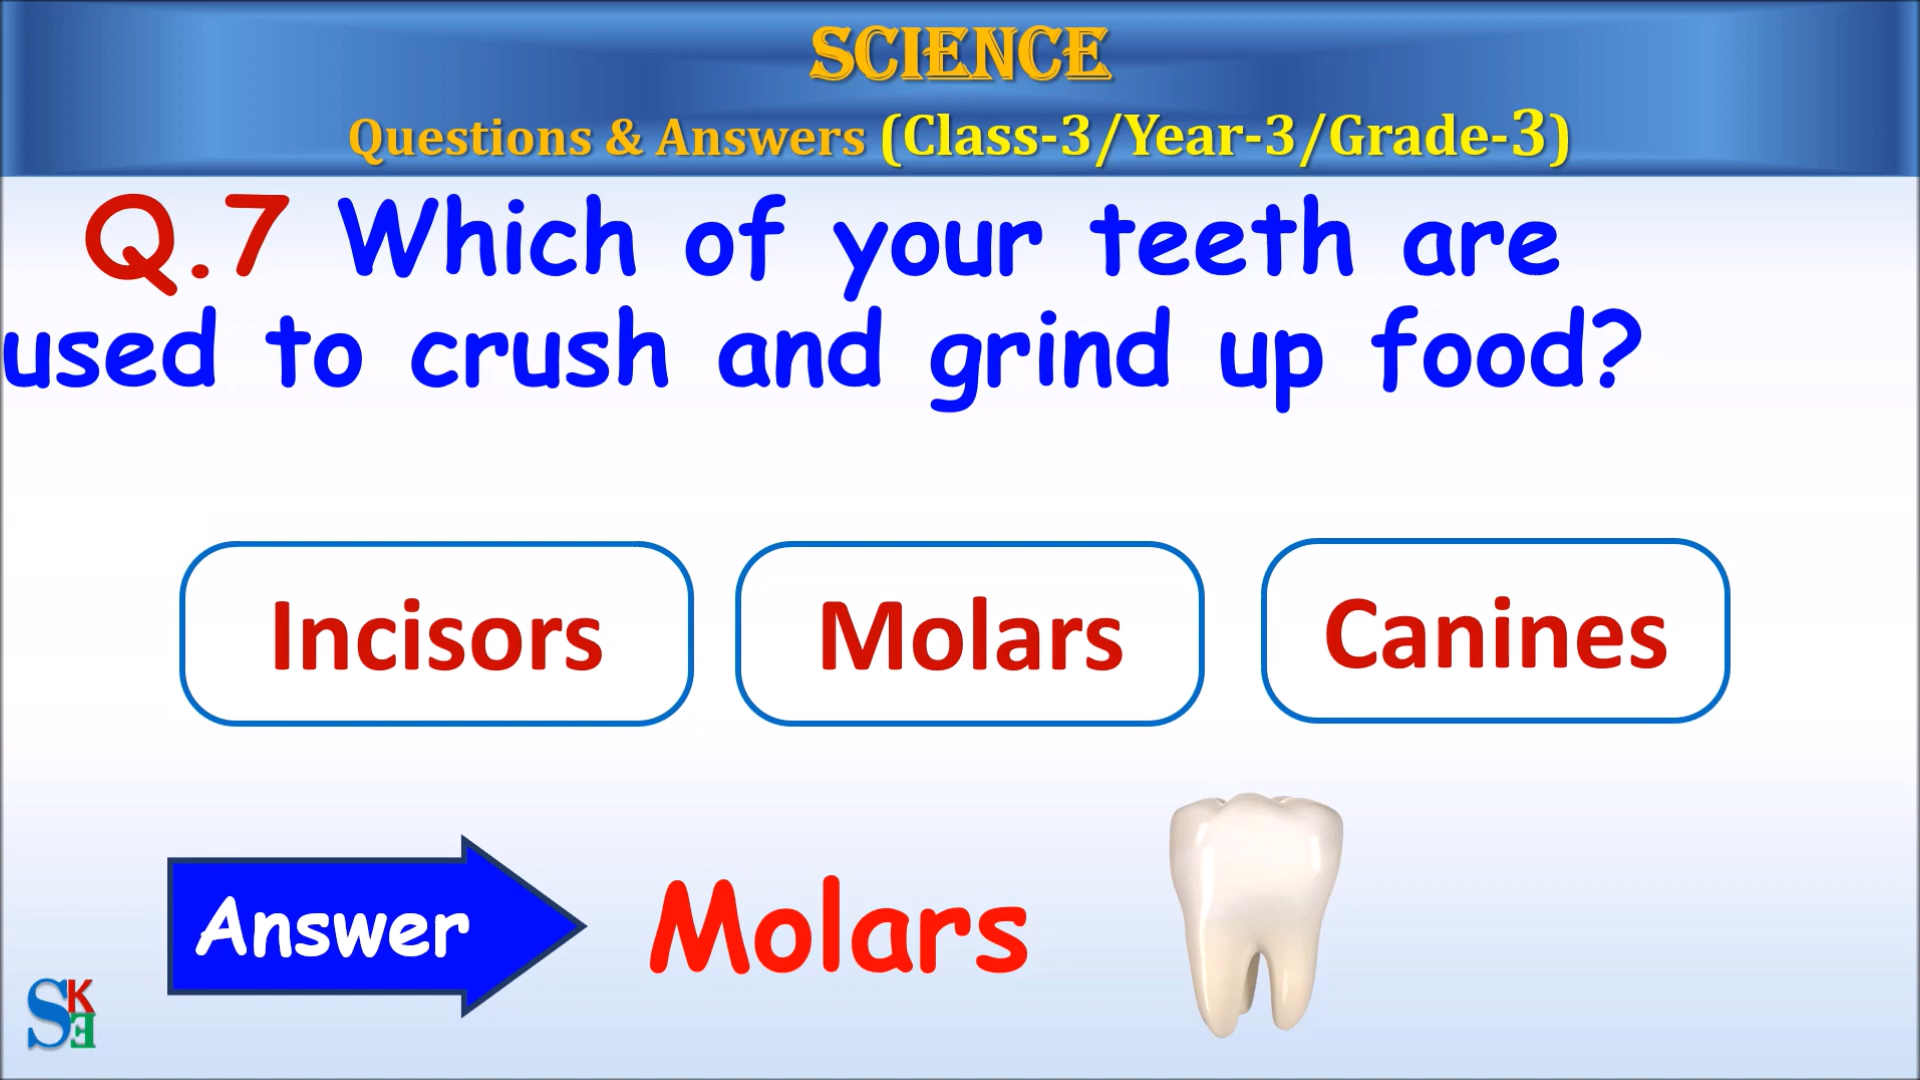 SCIENCE
Questions & Answers (Class-3/Year-3/Grade-3)
Q.7 Which of your teeth are
used to crush and grind up food?
Incisors
Molars
Canines
Answer
Molars
SKE